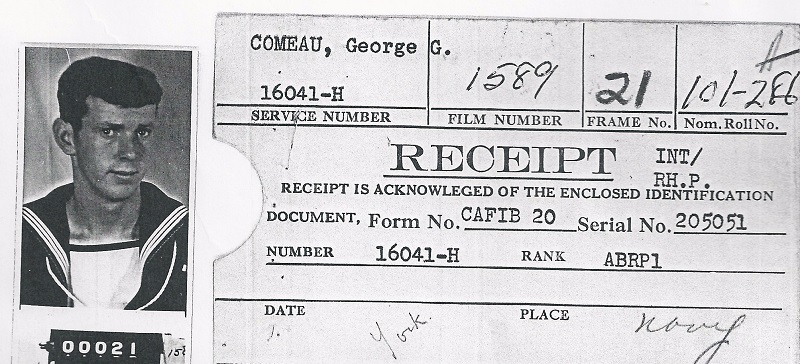 COMEAU, George G.
16041-H
SERVICE NUMBER
1589
FILM NUMBER
21
FRAME No.
A
101-286
Nom. Roll No.
RECEIPT
INT/
RH.P.
RECEIPT IS ACKNOWLEGED OF THE ENCLOSED IDENTIFICATION
DOCUMENT, Form No. CAFIB 20 Serial No. 205051
NUMBER 16041-H RANK ABRP1
DATE York. PLACE Navy
00021
158